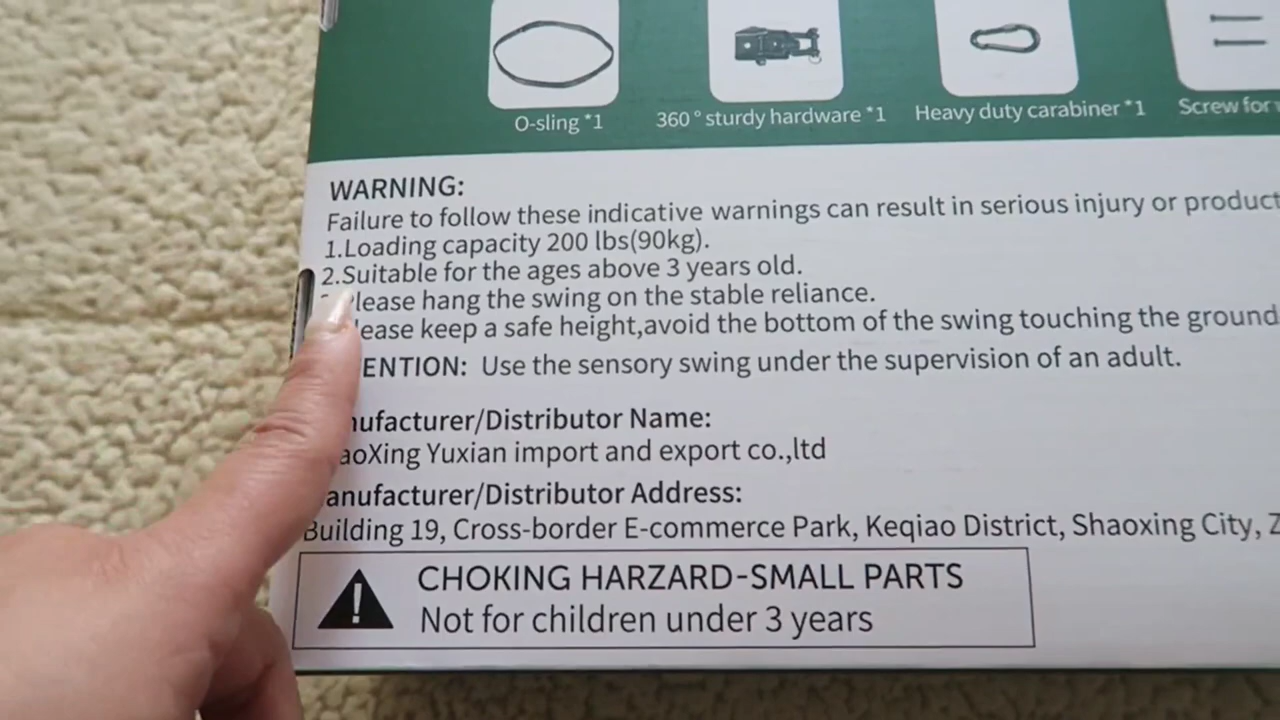 O-sling *1
360° sturdy hardware *1
Heavy duty carabiner *1
Screw for
WARNING:
Failure to follow these indicative warnings can result in serious injury or product
1.Loading capacity 200 lbs(90kg).
2.Suitable for the ages above 3 years old.
lease hang the swing on the stable reliance.
lease keep a safe height,avoid the bottom of the swing touching the ground
ENTION: Use the sensory swing under the supervision of an adult.
nufacturer/Distributor Name:
aoXing Yuxian import and export co.,ltd
anufacturer/Distributor Address:
Building 19, Cross-border E-commerce Park, Keqiao District, Shaoxing City, Z
CHOKING HARZARD-SMALL PARTS
Not for children under 3 years